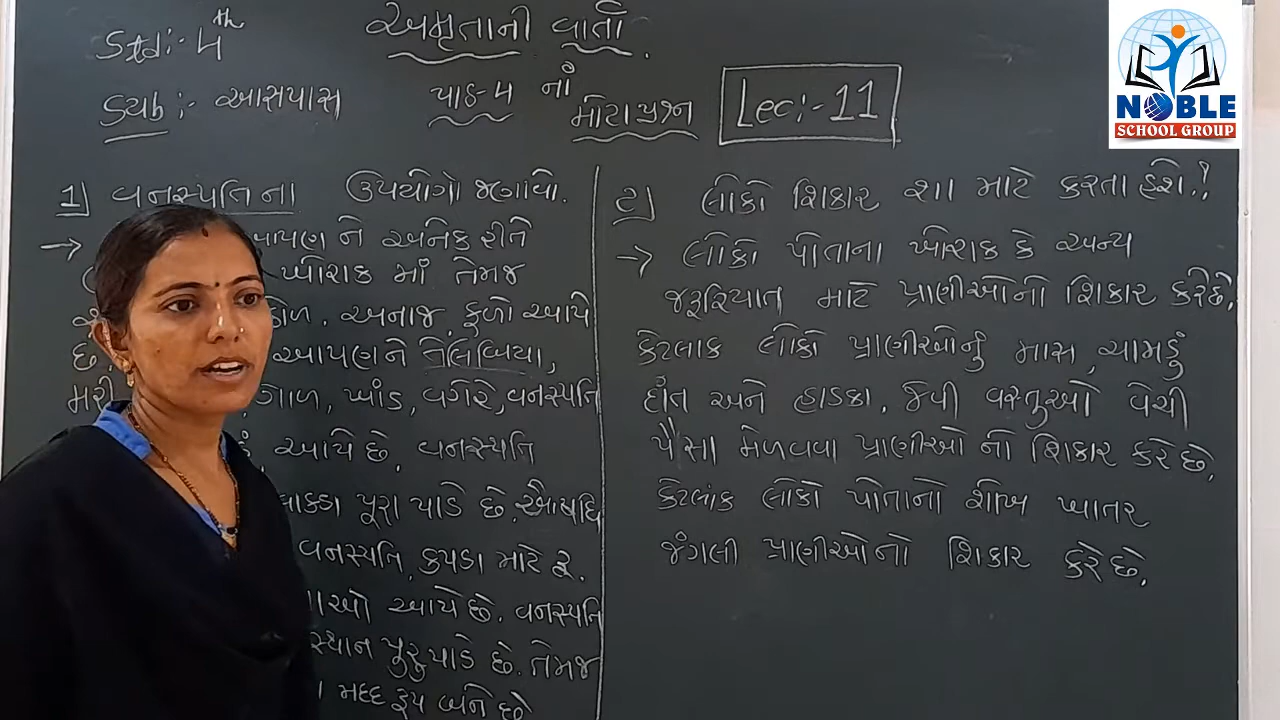 Std:- 4th
અમૃતાની વાર્તા.
Sub :- આસપાસ
પાઠ-4 નાં
મોટા પ્રશ્ન
Lec:- 11
NOBLE
SCHOOL GROUP
1) વનસ્પતિના ઉપયોગો જણાવો.
→ આપણ ને અનેક રીતે
ખોરાક માં તેમજ
અનાજ. ફળો આપે
છે. આપણને તેલિબિયા,
મરી ગોળ, ખાંડ, વગેરે, વનસ્પતિ
આપે છે. વનસ્પતિ
લાકડા પૂરા પાડે છે. ઔષધિ
વનસ્પતિ, કપડા માટે રૂ.
આપે છે. વનસ્પતિ
સ્થાન પુરુ પાડે છે. તેમજ
મદદ રૂપ બને છે
2) લોકો શિકાર શા માટે કરતા હશે.?
→ લોકો પોતાના ખોરાક કે અન્ય
જરૂરિયાત માટે પ્રાણીઓનો શિકાર કરેછે.
કેટલાક લોકો પ્રાણીઓનું માસ, ચામડું
દાંત અને હાડકા. જેવી વસ્તુઓ વેચી
પૈસા મેળવવા પ્રાણીઓ નો શિકાર કરે છે.
કેટલાંક લોકો પોતાનો શોખ ખાતર
જંગલી પ્રાણીઓનો શિકાર કરે છે.